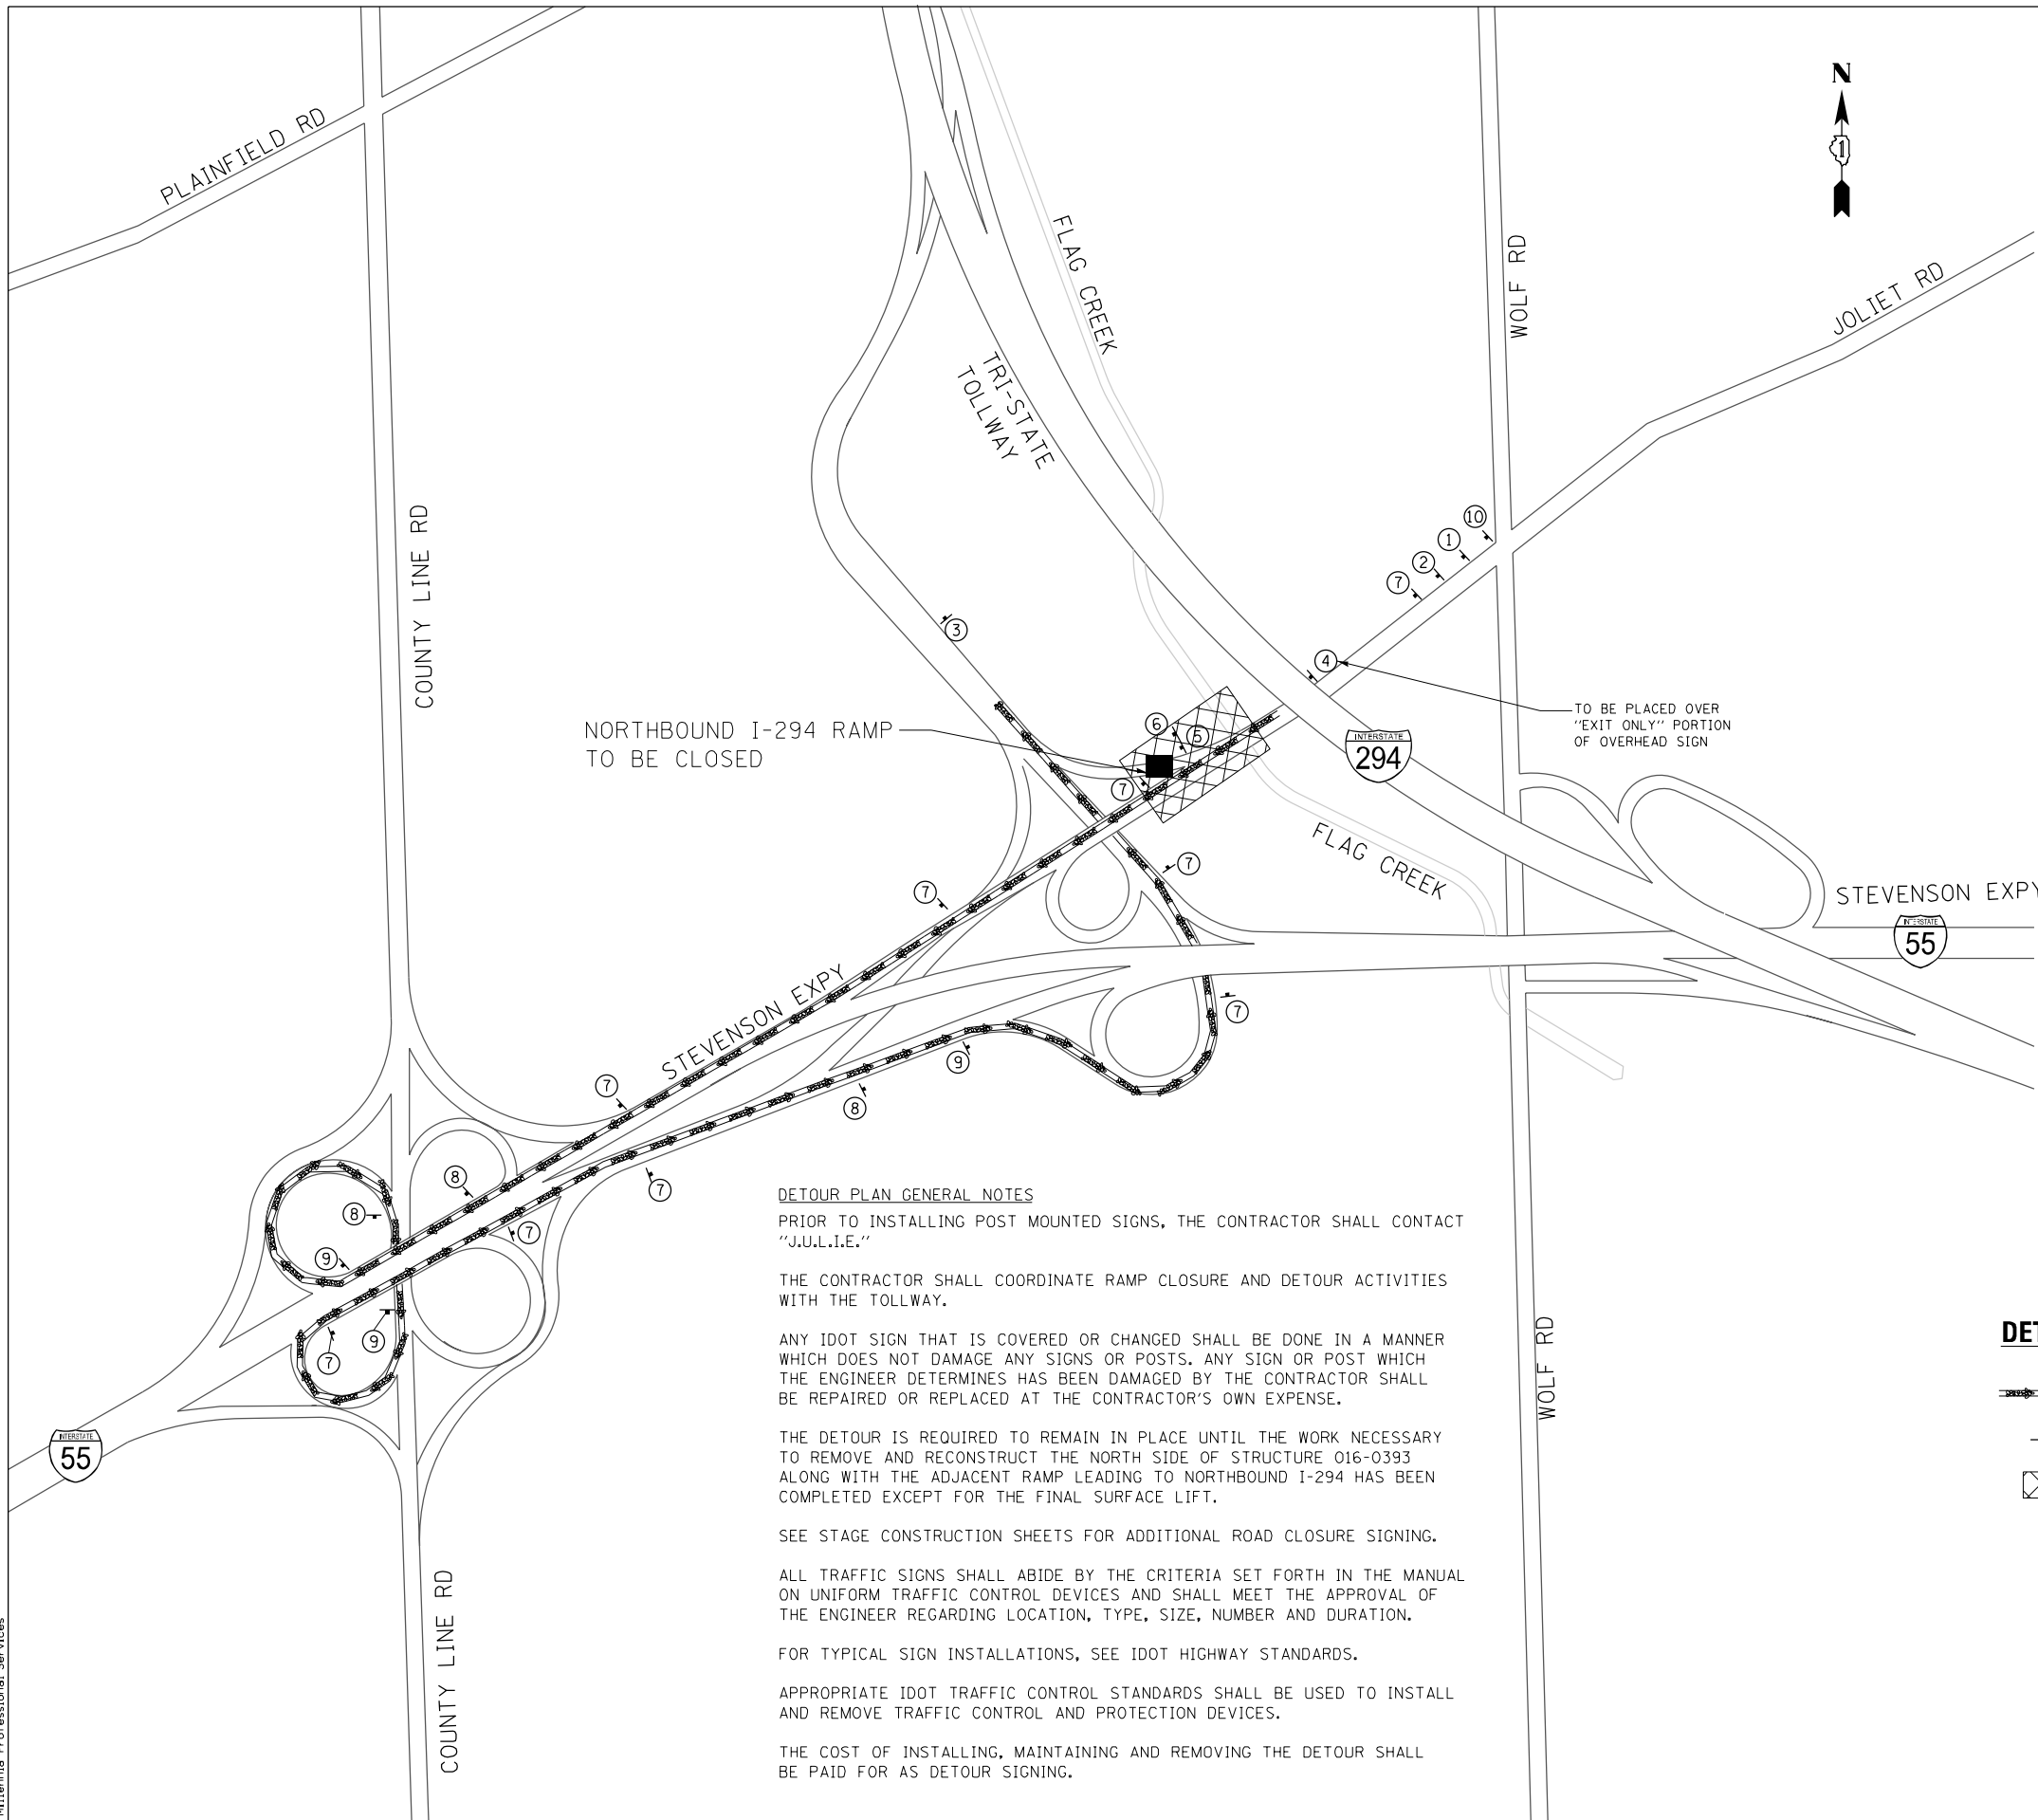 PLAINFIELD RD
N
1
FLAG CREEK
WOLF RD
JOLIET RD
TRI-STATE
TOLLWAY
COUNTY LINE RD
10
1
2
7
3
4
TO BE PLACED OVER
"EXIT ONLY" PORTION
OF OVERHEAD SIGN
NORTHBOUND I-294 RAMP
TO BE CLOSED
6
5
7
INTERSTATE
294
FLAG CREEK
7
7
STEVENSON EXPY
INTERSTATE
55
STEVENSON EXPY
7
9
8
7
8
7
8
7
9
9
7
INTERSTATE
55
DETOUR PLAN GENERAL NOTES
PRIOR TO INSTALLING POST MOUNTED SIGNS, THE CONTRACTOR SHALL CONTACT
"J.U.L.I.E."
THE CONTRACTOR SHALL COORDINATE RAMP CLOSURE AND DETOUR ACTIVITIES
WITH THE TOLLWAY.
ANY IDOT SIGN THAT IS COVERED OR CHANGED SHALL BE DONE IN A MANNER
WHICH DOES NOT DAMAGE ANY SIGNS OR POSTS. ANY SIGN OR POST WHICH
THE ENGINEER DETERMINES HAS BEEN DAMAGED BY THE CONTRACTOR SHALL
BE REPAIRED OR REPLACED AT THE CONTRACTOR'S OWN EXPENSE.
THE DETOUR IS REQUIRED TO REMAIN IN PLACE UNTIL THE WORK NECESSARY
TO REMOVE AND RECONSTRUCT THE NORTH SIDE OF STRUCTURE 016-0393
ALONG WITH THE ADJACENT RAMP LEADING TO NORTHBOUND I-294 HAS BEEN
COMPLETED EXCEPT FOR THE FINAL SURFACE LIFT.
SEE STAGE CONSTRUCTION SHEETS FOR ADDITIONAL ROAD CLOSURE SIGNING.
ALL TRAFFIC SIGNS SHALL ABIDE BY THE CRITERIA SET FORTH IN THE MANUAL
ON UNIFORM TRAFFIC CONTROL DEVICES AND SHALL MEET THE APPROVAL OF
THE ENGINEER REGARDING LOCATION, TYPE, SIZE, NUMBER AND DURATION.
FOR TYPICAL SIGN INSTALLATIONS, SEE IDOT HIGHWAY STANDARDS.
APPROPRIATE IDOT TRAFFIC CONTROL STANDARDS SHALL BE USED TO INSTALL
AND REMOVE TRAFFIC CONTROL AND PROTECTION DEVICES.
THE COST OF INSTALLING, MAINTAINING AND REMOVING THE DETOUR SHALL
BE PAID FOR AS DETOUR SIGNING.
WOLF RD
DET
COUNTY LINE RD
Millennia Professional Services